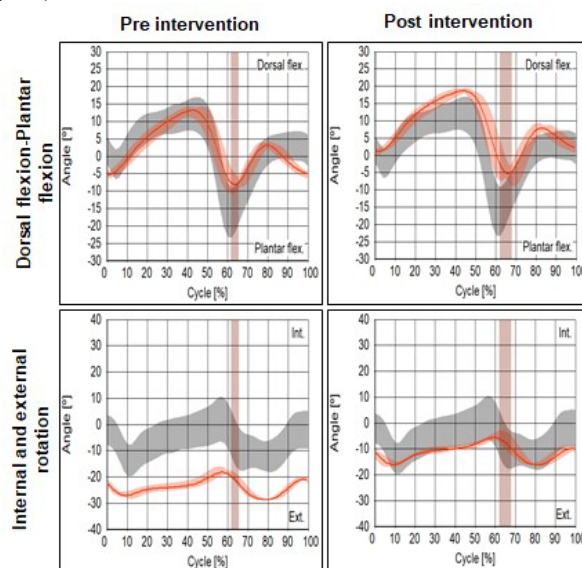 Pre intervention
Post intervention
Dorsal flexion-Plantar
flexion
Angle [°]
30
25
20
15
10
5
0
-5
-10
-15
-20
-25
-30
Dorsal flex.
Plantar flex.
0 10 20 30 40 50 60 70 80 90 100
Cycle [%]
Angle [°]
30
25
20
15
10
5
0
-5
-10
-15
-20
-25
-30
Dorsal flex.
Plantar flex.
0 10 20 30 40 50 60 70 80 90 100
Cycle [%]
Internal and external
rotation
Angle [°]
40
30
20
10
0
-10
-20
-30
-40
Int.
Ext.
0 10 20 30 40 50 60 70 80 90 100
Cycle [%]
Angle [°]
40
30
20
10
0
-10
-20
-30
-40
Int.
Ext.
0 10 20 30 40 50 60 70 80 90 100
Cycle [%]